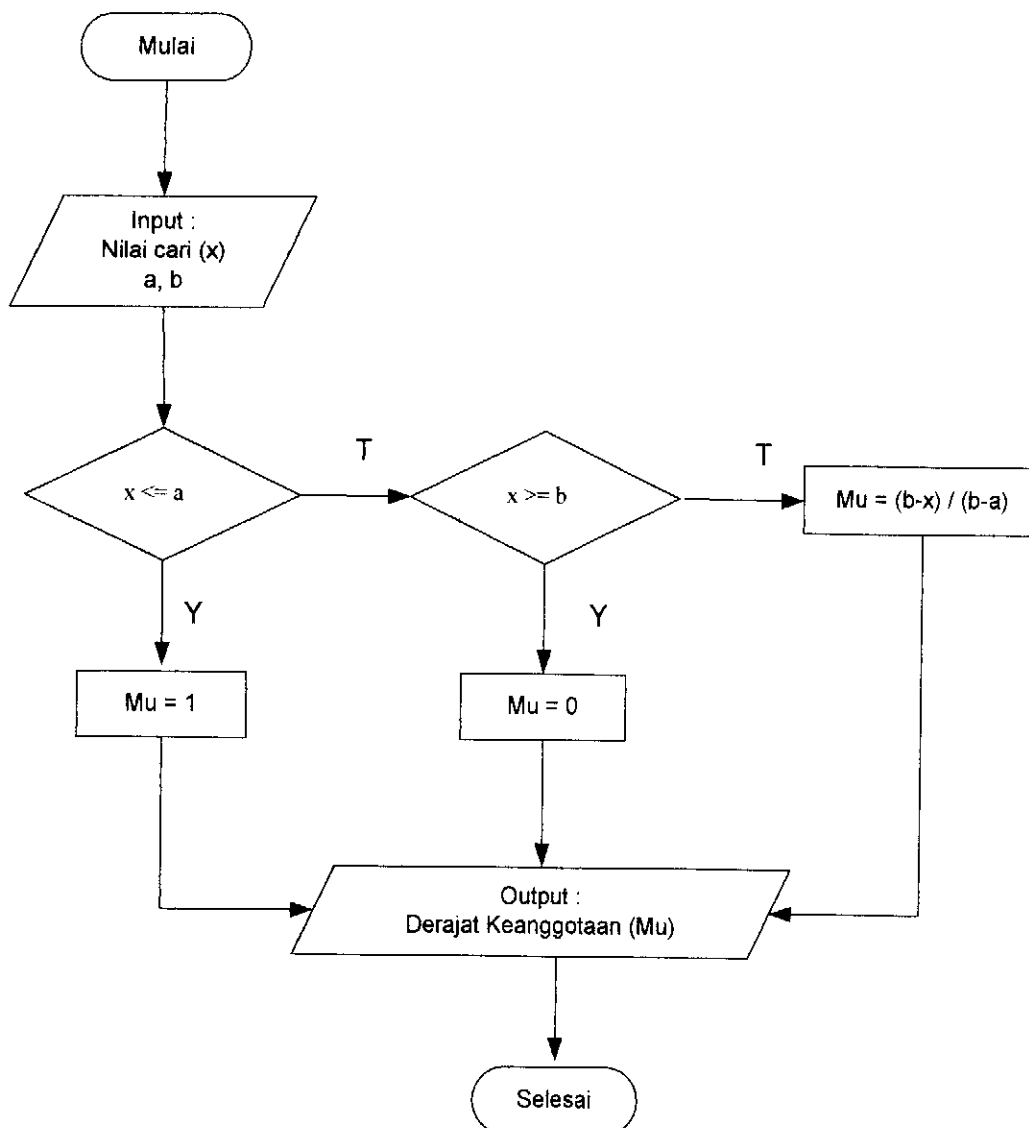 Mulai
Input :
Nilai cari (x)
a, b
x <= a
T
x >= b
T
Mu = (b-x) / (b-a)
Y
Y
Mu = 1
Mu = 0
Output :
Derajat Keanggotaan (Mu)
Selesai